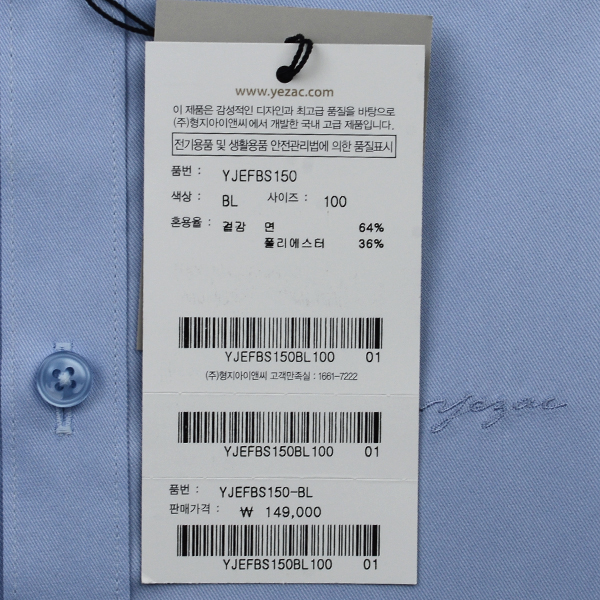 www.yezac.com
이 제품은 감성적인 디자인과 최고급 품질을 바탕으로
(주)형지아이앤씨에서 개발한 국내 고급 제품입니다.
전기용품 및 생활용품 안전관리법에 의한 품질표시
품번 : YJEFBS150
색상 : BL 사이즈 : 100
혼용율 : 겉감 면 64%
폴리에스터 36%
YJEFBS150BL100 01
(주)형지아이앤씨 고객만족실 : 1661-7222
yezac
YJEFBS150BL100 01
품번 : YJEFBS150-BL
판매가격 : ₩ 149,000
YJEFBS150BL100 01